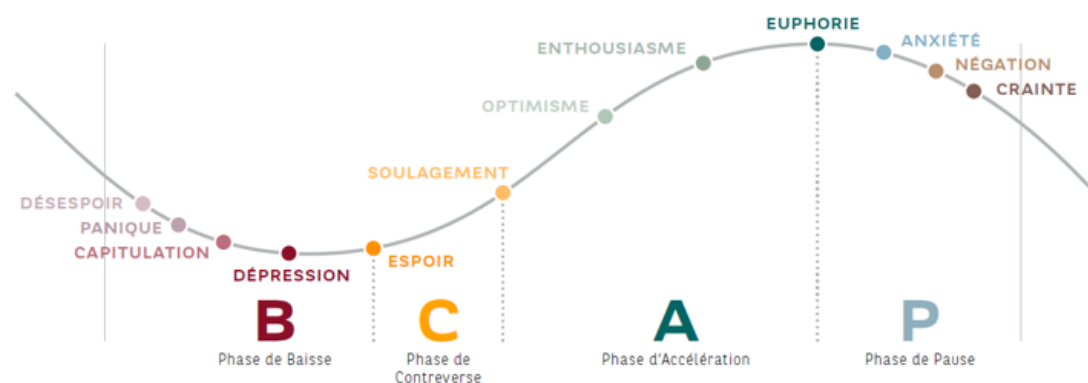 EUPHORIE
ENTHOUSIASME
ANXIÉTÉ
NÉGATION
CRAINTE
OPTIMISME
SOULAGEMENT
DÉSESPOIR
PANIQUE
CAPITULATION
ESPOIR
DÉPRESSION
B
Phase de Baisse
C
Phase de
Contreverse
A
Phase d'Accélération
P
Phase de Pause